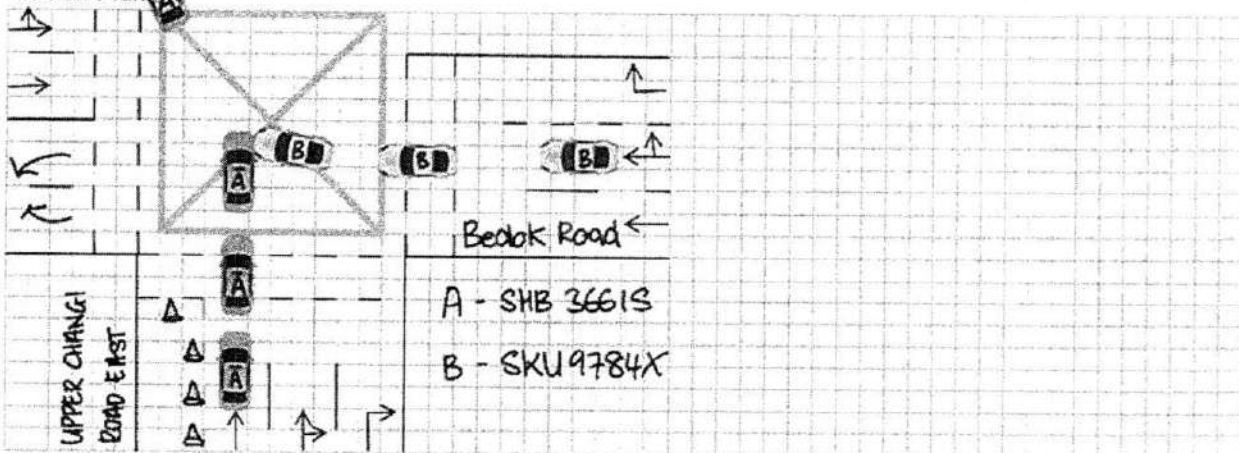 A
B
B
B
A
Bedok Road
A
A - SHB 3661S
B - SKU9784X
A
UPPER CHANGI
ROAD EAST